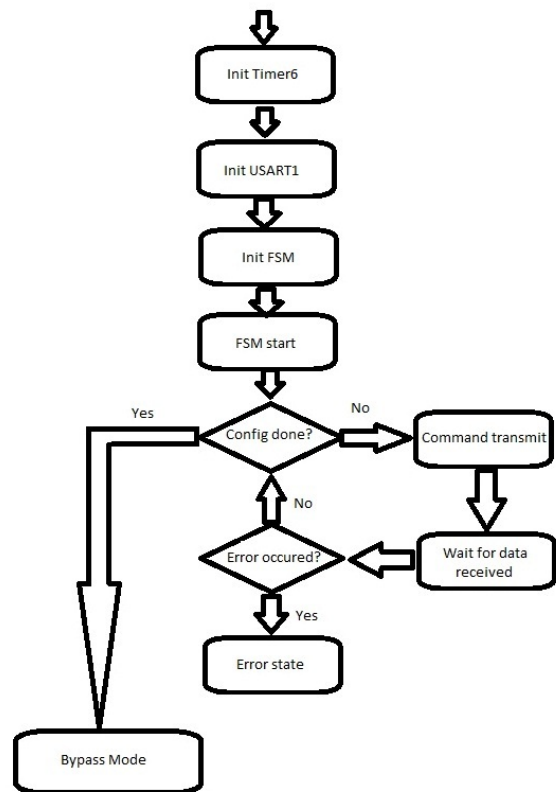 Init Timer6
Init USART1
Init FSM
FSM start
Yes
No
Config done?
Command transmit
No
Error occured?
Wait for data
received
Yes
Error state
Bypass Mode